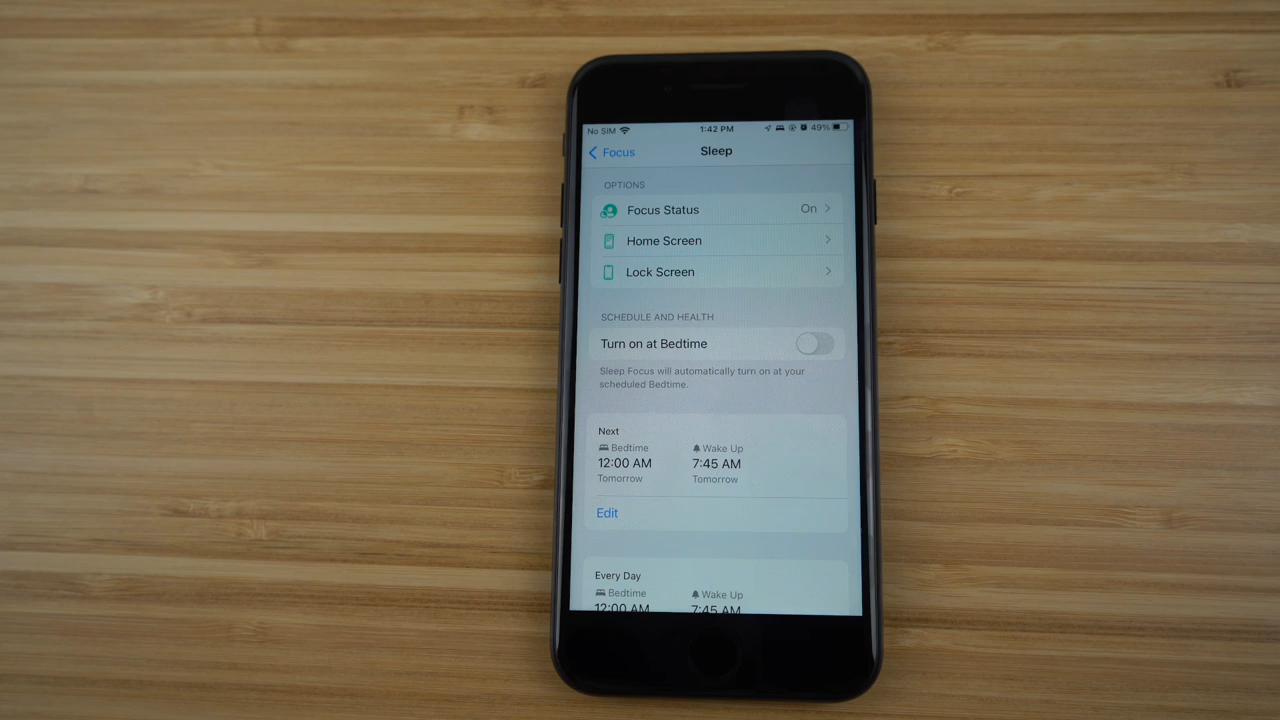 No SIM 1:42 PM 49%
Focus Sleep
OPTIONS
Focus Status On
Home Screen
Lock Screen
SCHEDULE AND HEALTH
Turn on at Bedtime
Sleep Focus will automatically turn on at your
scheduled Bedtime.
Next
Bedtime Wake Up
12:00 AM 7:45 AM
Tomorrow Tomorrow
Edit
Every Day
Bedtime Wake Up
12:00 AM 7:45 AM